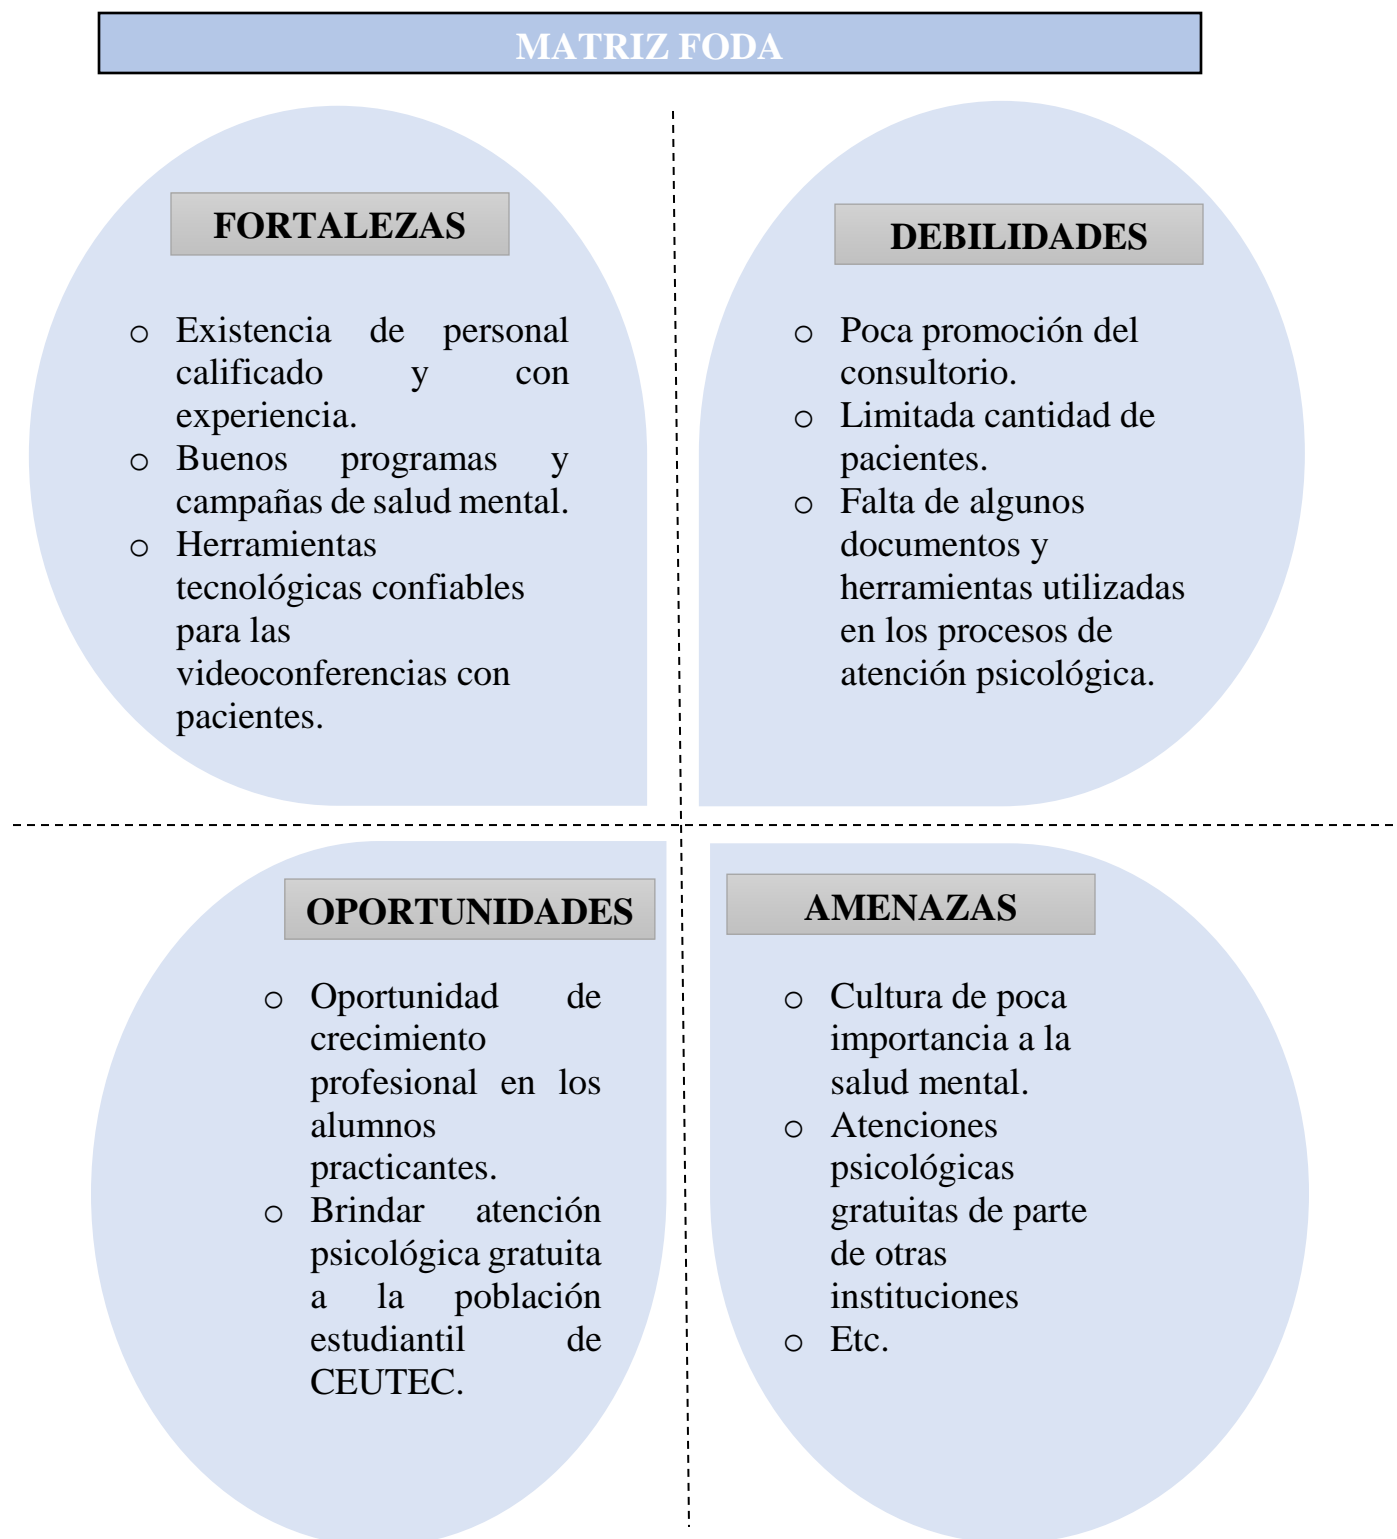 MATRIZ FODA
FORTALEZAS
o Existencia de personal
calificado y con
experiencia.
o Buenos programas y
campañas de salud mental.
o Herramientas
tecnológicas confiables
para las
videoconferencias con
pacientes.
DEBILIDADES
o Poca promoción del
consultorio.
o Limitada cantidad de
pacientes.
o Falta de algunos
documentos y
herramientas utilizadas
en los procesos de
atención psicológica.
OPORTUNIDADES
o Oportunidad de
crecimiento
profesional en los
alumnos
practicantes.
o Brindar atención
psicológica gratuita
a la población
estudiantil de
CEUTEC.
AMENAZAS
o Cultura de poca
importancia a la
salud mental.
o Atenciones
psicológicas
gratuitas de parte
de otras
instituciones
o Etc.